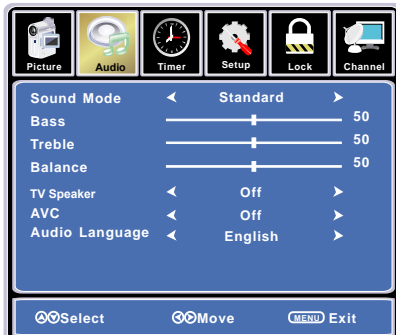 Picture Audio Timer Setup Lock Channel
Sound Mode Standard
Bass 50
Treble 50
Balance 50
TV Speaker Off
AVC Off
Audio Language English
Select Move MENU Exit